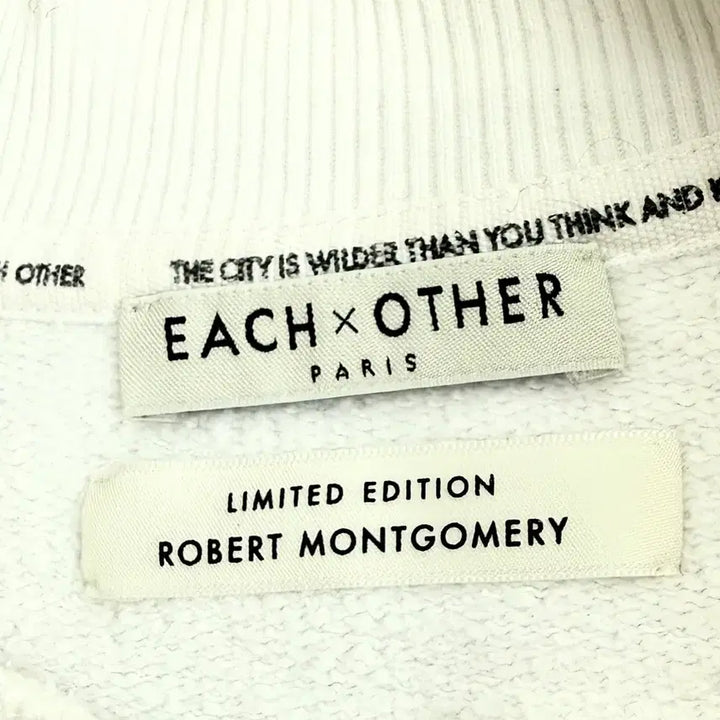 H OTHER THE CITY IS WILDER THAN YOU THINK AND
EACH × OTHER
PARIS
LIMITED EDITION
ROBERT MONTGOMERY